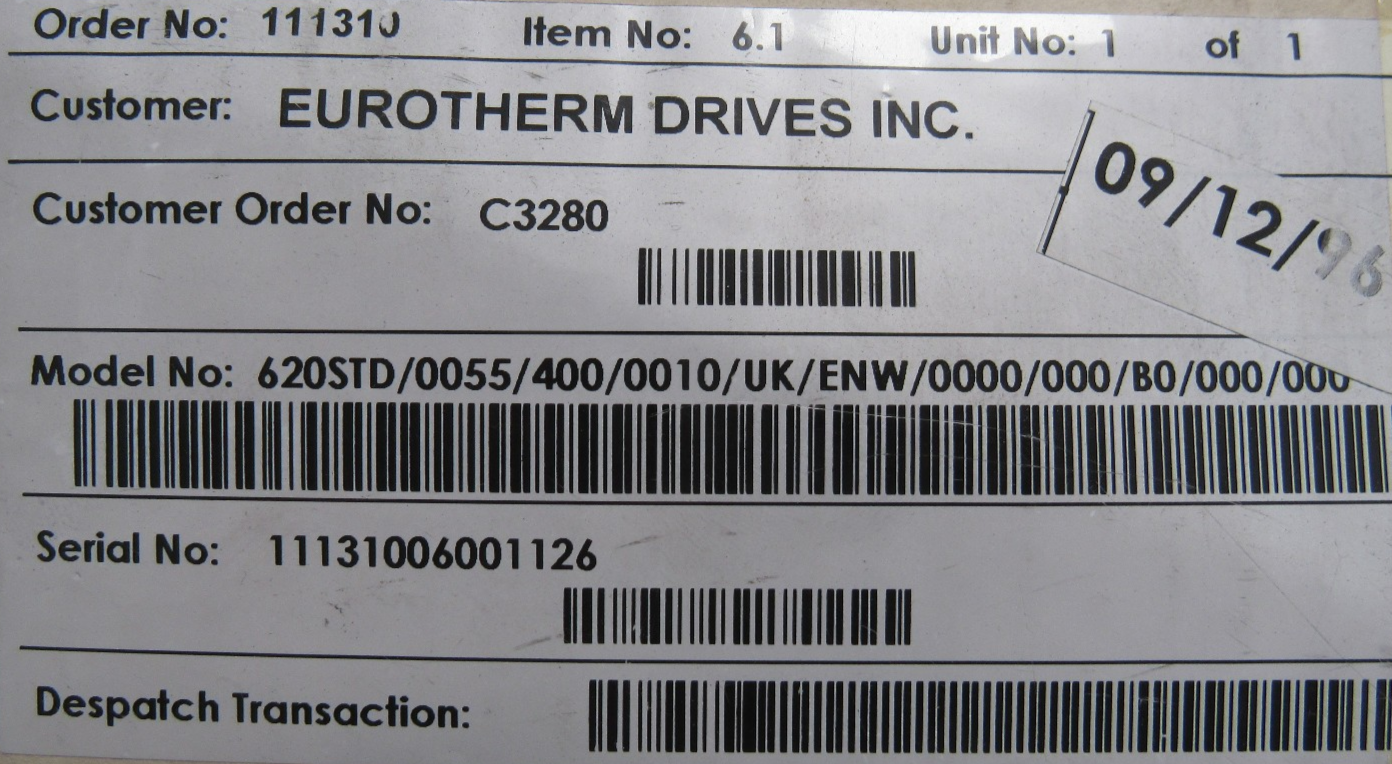 Order No: 111310
Item No: 6.1
Unit No: 1 of 1
Customer: EUROTHERM DRIVES INC.
09/12/96
Customer Order No: C3280
Model No: 620STD/0055/400/0010/UK/ENW/0000/000/B0/000/000
Serial No: 11131006001126
Despatch Transaction: